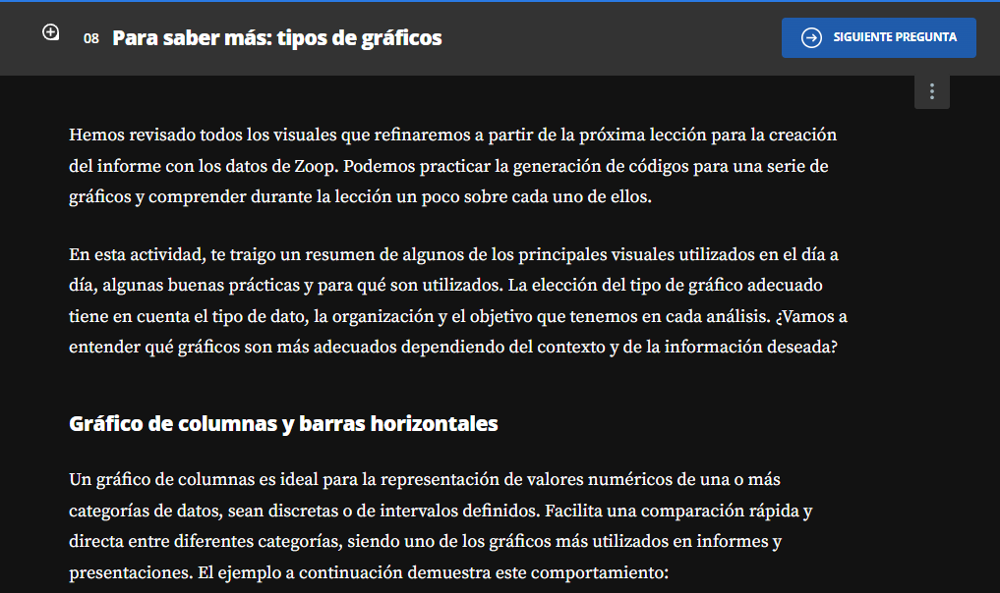 08 Para saber más: tipos de gráficos
SIGUIENTE PREGUNTA
Hemos revisado todos los visuales que refinaremos a partir de la próxima lección para la creación
del informe con los datos de Zoop. Podemos practicar la generación de códigos para una serie de
gráficos y comprender durante la lección un poco sobre cada uno de ellos.
En esta actividad, te traigo un resumen de algunos de los principales visuales utilizados en el día a
día, algunas buenas prácticas y para qué son utilizados. La elección del tipo de gráfico adecuado
tiene en cuenta el tipo de dato, la organización y el objetivo que tenemos en cada análisis. ¿Vamos a
entender qué gráficos son más adecuados dependiendo del contexto y de la información deseada?
Gráfico de columnas y barras horizontales
Un gráfico de columnas es ideal para la representación de valores numéricos de una o más
categorías de datos, sean discretas o de intervalos definidos. Facilita una comparación rápida y
directa entre diferentes categorías, siendo uno de los gráficos más utilizados en informes y
presentaciones. El ejemplo a continuación demuestra este comportamiento: